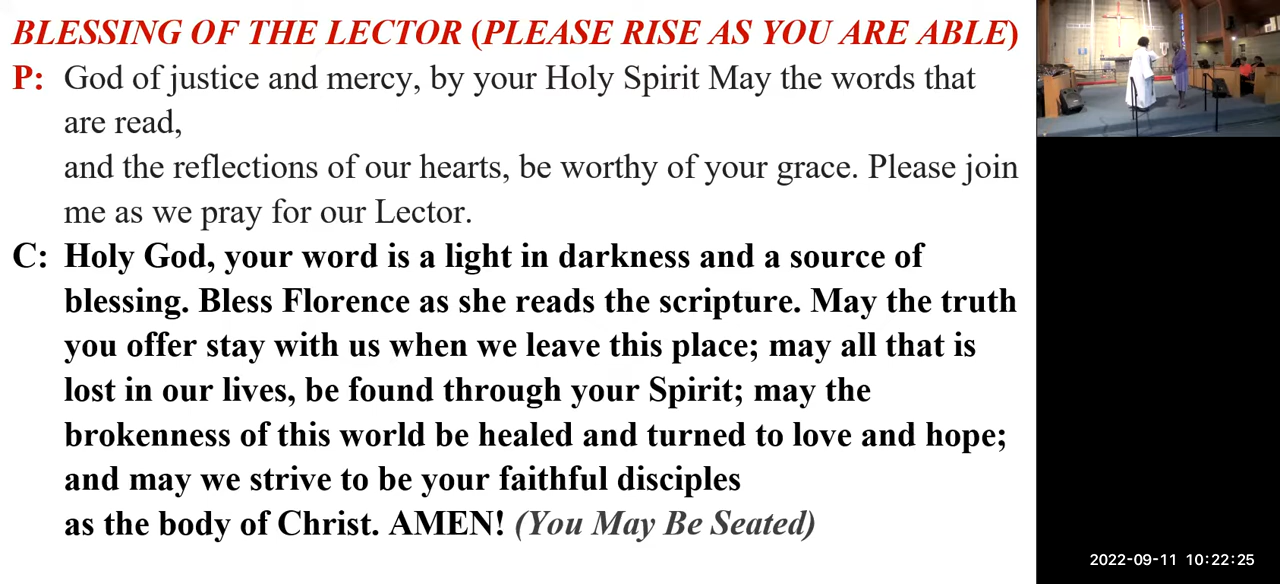 BLESSING OF THE LECTOR (PLEASE RISE AS YOU ARE ABLE)
P: God of justice and mercy, by your Holy Spirit May the words that
are read,
and the reflections of our hearts, be worthy of your grace. Please join
me as we pray for our Lector.
C: Holy God, your word is a light in darkness and a source of
blessing. Bless Florence as she reads the scripture. May the truth
you offer stay with us when we leave this place; may all that is
lost in our lives, be found through your Spirit; may the
brokenness of this world be healed and turned to love and hope;
and may we strive to be your faithful disciples
as the body of Christ. AMEN! (You May Be Seated)
2022-09-11 10:22:25